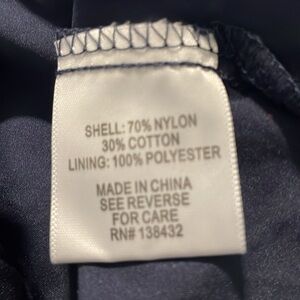 SHELL: 70% NYLON
30% COTTON
LINING: 100% POLYESTER
MADE IN CHINA
SEE REVERSE
FOR CARE
RN# 138432